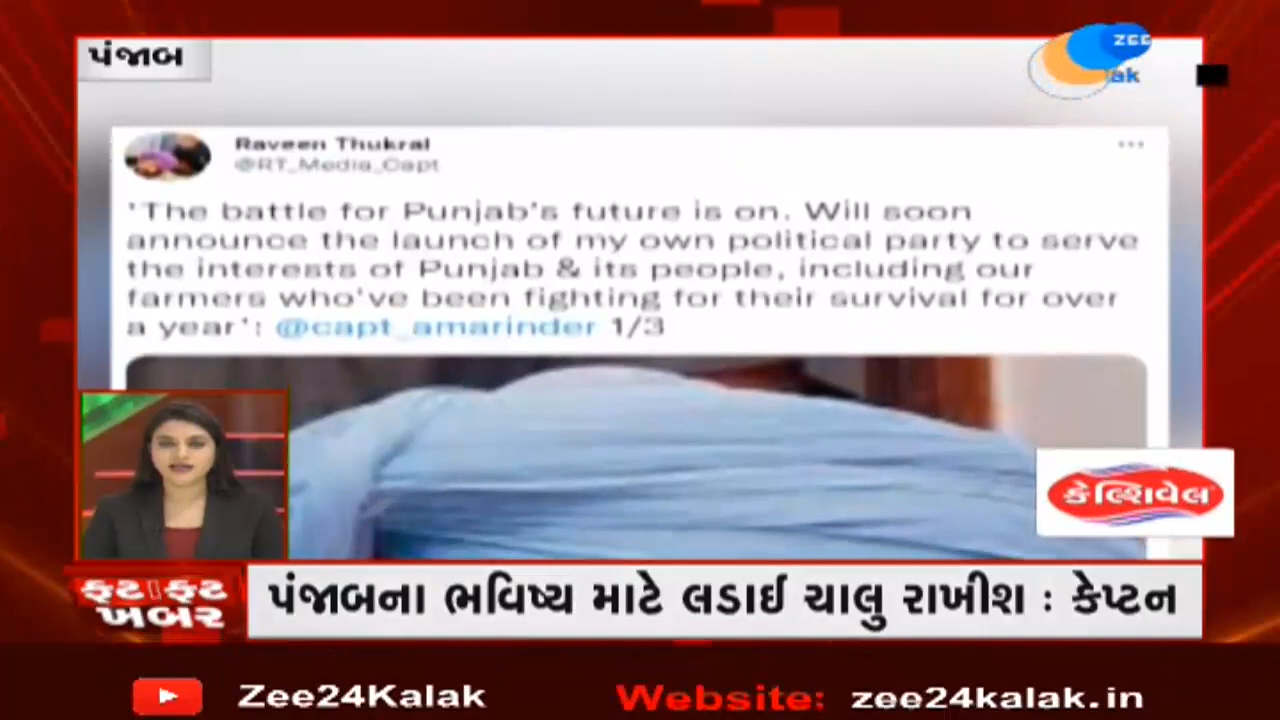 પંજાબ
ZEE
ak
Raveen Thukral
@RT_Media_Capt
'The battle for Punjab's future is on. Will soon
announce the launch of my own political party to serve
the interests of Punjab & its people, including our
farmers who've been fighting for their survival for over
a year': @capt_amarinder 1/3
કેલ્શિવેલ
ફટાફટ
ખબર
પંજાબના ભવિષ્ય માટે લડાઈ ચાલુ રાખીશ : કેપ્ટન
Zee24Kalak
Website: zee24kalak.in